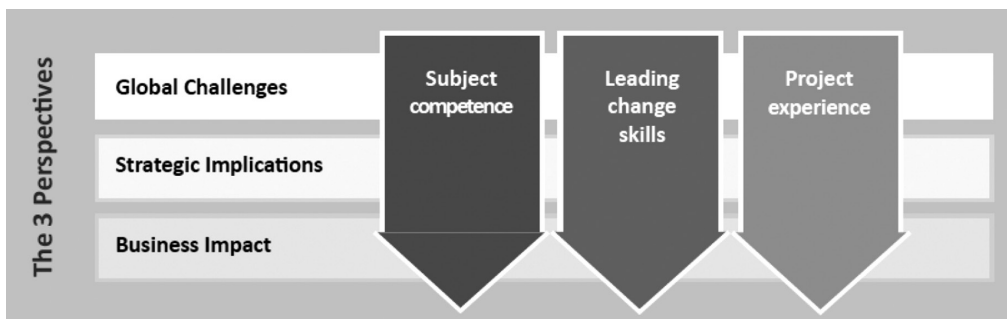 The 3 Perspectives
Global Challenges
Strategic Implications
Business Impact
Subject
competence
Leading
change
skills
Project
experience